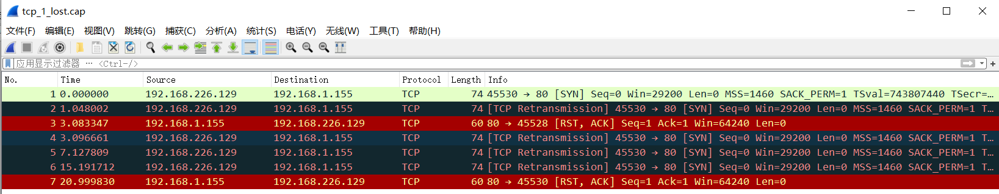 tcp_1_lost.cap
文件(F) 编辑(E) 视图(V) 跳转(G) 捕获(C) 分析(A) 统计(S) 电话(Y) 无线(W) 工具(T) 帮助(H)
应用显示过滤器 … <Ctrl-/>
No. Time Source Destination Protocol Length Info
1 0.000000 192.168.226.129 192.168.1.155 TCP 74 45530 → 80 [SYN] Seq=0 Win=29200 Len=0 MSS=1460 SACK_PERM=1 TSval=743807440 TSecr=…
2 1.048002 192.168.226.129 192.168.1.155 TCP 74 [TCP Retransmission] 45530 → 80 [SYN] Seq=0 Win=29200 Len=0 MSS=1460 SACK_PERM=1 T…
3 3.083347 192.168.1.155 192.168.226.129 TCP 60 80 → 45528 [RST, ACK] Seq=1 Ack=1 Win=64240 Len=0
4 3.096661 192.168.226.129 192.168.1.155 TCP 74 [TCP Retransmission] 45530 → 80 [SYN] Seq=0 Win=29200 Len=0 MSS=1460 SACK_PERM=1 T…
5 7.127809 192.168.226.129 192.168.1.155 TCP 74 [TCP Retransmission] 45530 → 80 [SYN] Seq=0 Win=29200 Len=0 MSS=1460 SACK_PERM=1 T…
6 15.191712 192.168.226.129 192.168.1.155 TCP 74 [TCP Retransmission] 45530 → 80 [SYN] Seq=0 Win=29200 Len=0 MSS=1460 SACK_PERM=1 T…
7 20.999830 192.168.1.155 192.168.226.129 TCP 60 80 → 45530 [RST, ACK] Seq=1 Ack=1 Win=64240 Len=0